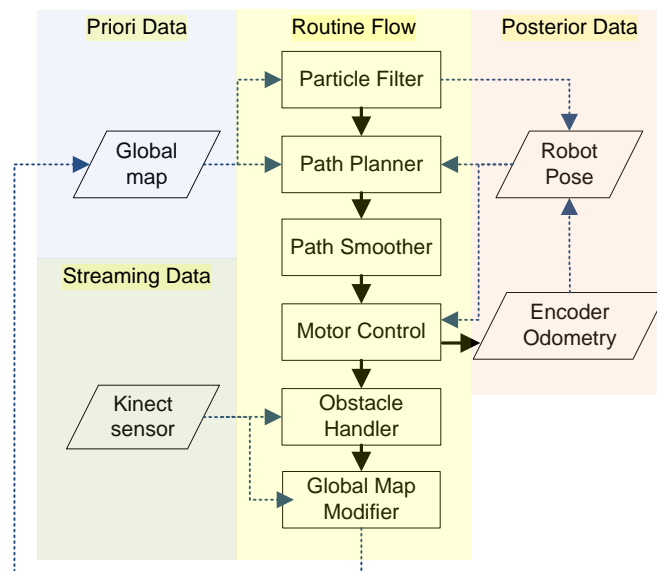 Priori Data
Routine Flow
Posterior Data
Particle Filter
Global
map
Path Planner
Robot
Pose
Path Smoother
Streaming Data
Motor Control
Encoder
Odometry
Kinect
sensor
Obstacle
Handler
Global Map
Modifier